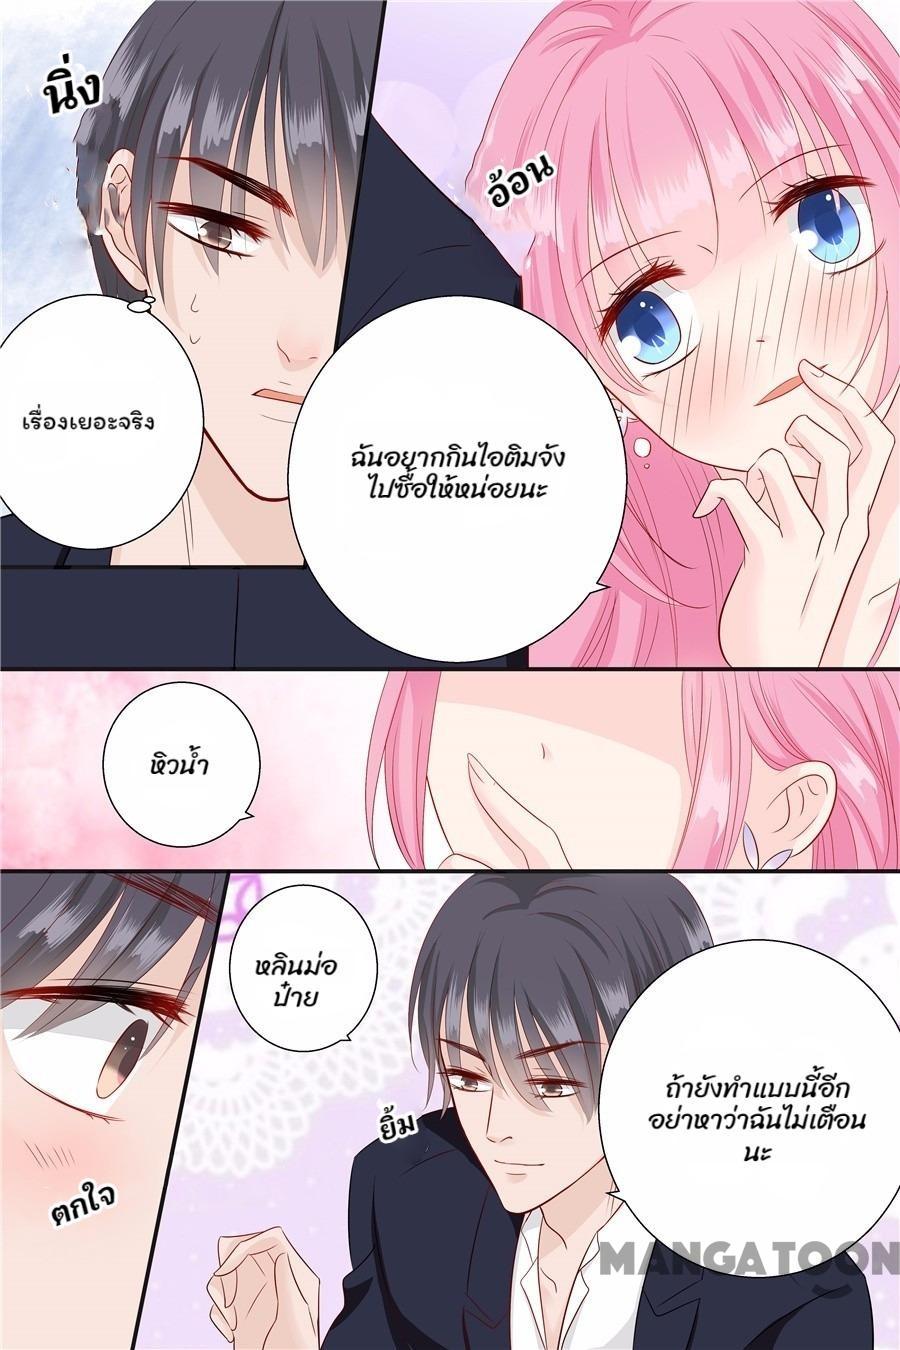 นิ่ง
อ้อน
เรื่องเยอะจริง
ฉันอยากกินไอติมจัง
ไปซื้อให้หน่อยนะ
หิวน้ำ
หลินม่อ
ป๋าย
ถ้ายังทำแบบนี้อีก
อย่าหาว่าฉันไม่เตือน
นะ
ยิ้ม
ตกใจ
MANGATOON